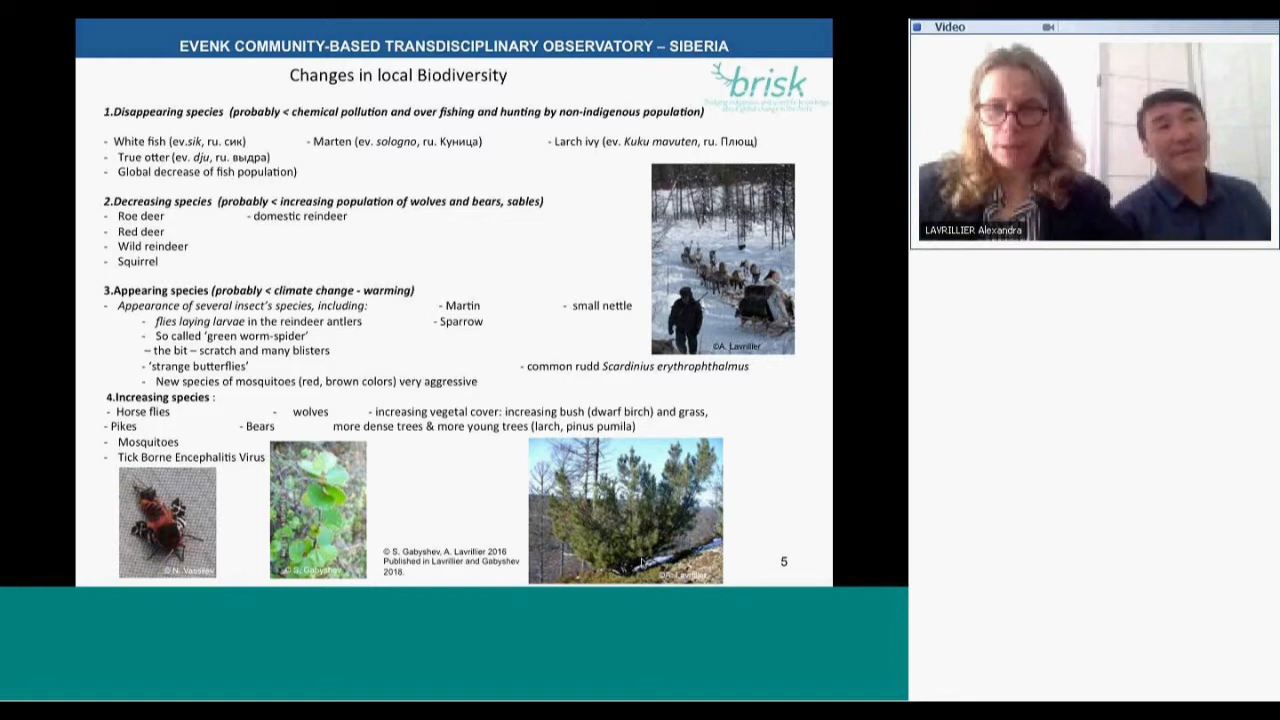 EVENK COMMUNITY-BASED TRANSDISCIPLINARY OBSERVATORY – SIBERIA
Changes in local Biodiversity
brisk
1.Disappearing species (probably < chemical pollution and over fishing and hunting by non-indigenous population)
- White fish (ev.sik, ru. сик) - Marten (ev. sologno, ru. Куница) - Larch ivy (ev. Kuku mavuten, ru. Плющ)
- True otter (ev. dju, ru. выдра)
- Global decrease of fish population)
2.Decreasing species (probably < increasing population of wolves and bears, sables)
- Roe deer - domestic reindeer
- Red deer
- Wild reindeer
- Squirrel
3.Appearing species (probably < climate change - warming)
- Appearance of several insect's species, including: - Martin - small nettle
- flies laying larvae in the reindeer antlers - Sparrow
- So called 'green worm-spider'
– the bit – scratch and many blisters
- 'strange butterflies' - common rudd Scardinius erythrophthalmus
- New species of mosquitoes (red, brown colors) very aggressive
4.Increasing species :
- Horse flies - wolves - increasing vegetal cover: increasing bush (dwarf birch) and grass,
- Pikes - Bears more dense trees & more young trees (larch, pinus pumila)
- Mosquitoes
- Tick Borne Encephalitis Virus
©A. Lavrillier
© N. Vassiev
© S. Gabyshev
© S. Gabyshev, A. Lavrillier 2016
Published in Lavrillier and Gabyshev
2018.
©A. Lavrillier
5
Video
LAVRILLIER Alexandra